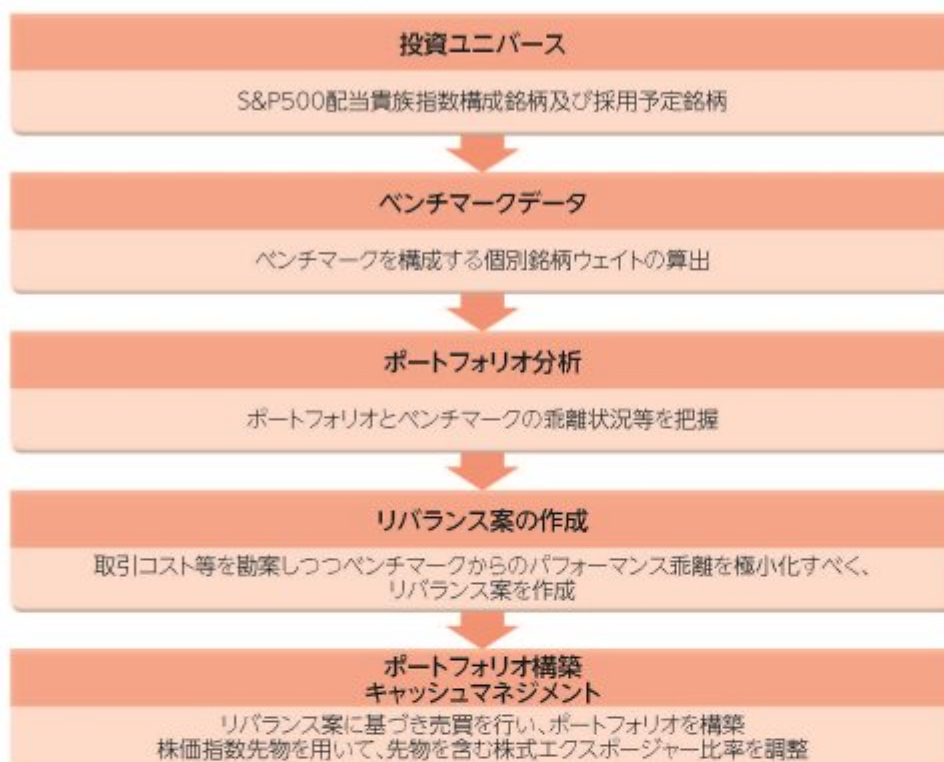 投資ユニバース
S&P500配当貴族指数構成銘柄及び採用予定銘柄
ベンチマークデータ
ベンチマークを構成する個別銘柄ウェイトの算出
ポートフォリオ分析
ポートフォリオとベンチマークの乖離状況等を把握
リバランス案の作成
取引コスト等を勘案しつつベンチマークからのパフォーマンス乖離を極小化すべく、
リバランス案を作成
ポートフォリオ構築
キャッシュマネジメント
リバランス案に基づき売買を行い、ポートフォリオを構築
株価指数先物を用いて、先物を含む株式エクスポージャー比率を調整